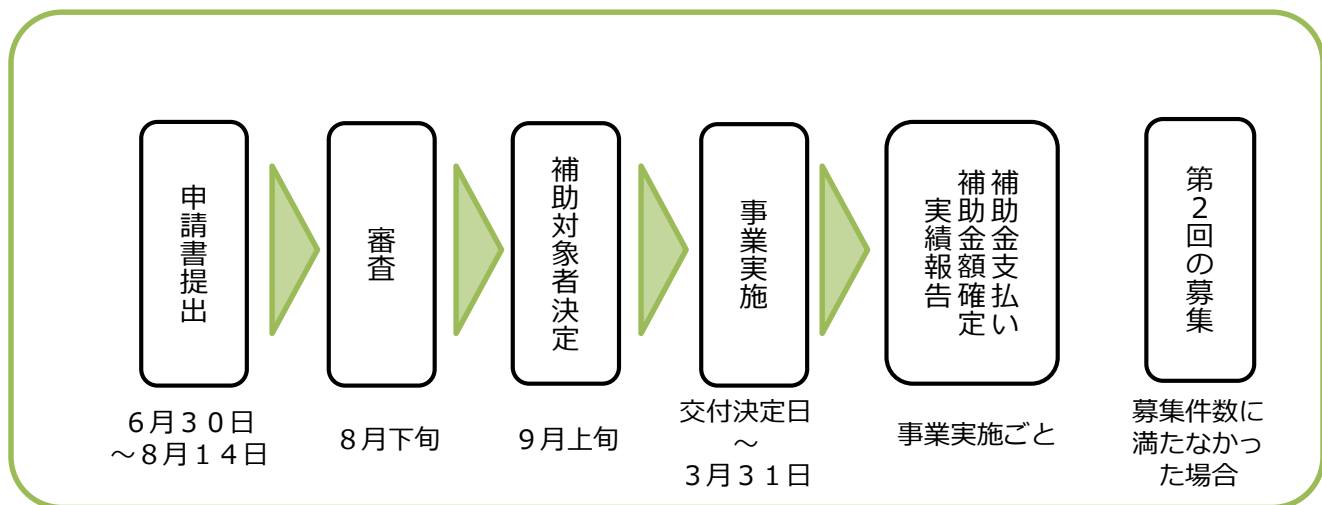 申請書提出
審査
補助対象者決定
事業実施
補助金支払い
補助金額確定
実績報告
第２回の募集
６月３０日
～８月１４日
８月下旬
９月上旬
交付決定日
～
３月３１日
事業実施ごと
募集件数に
満たなかっ
た場合